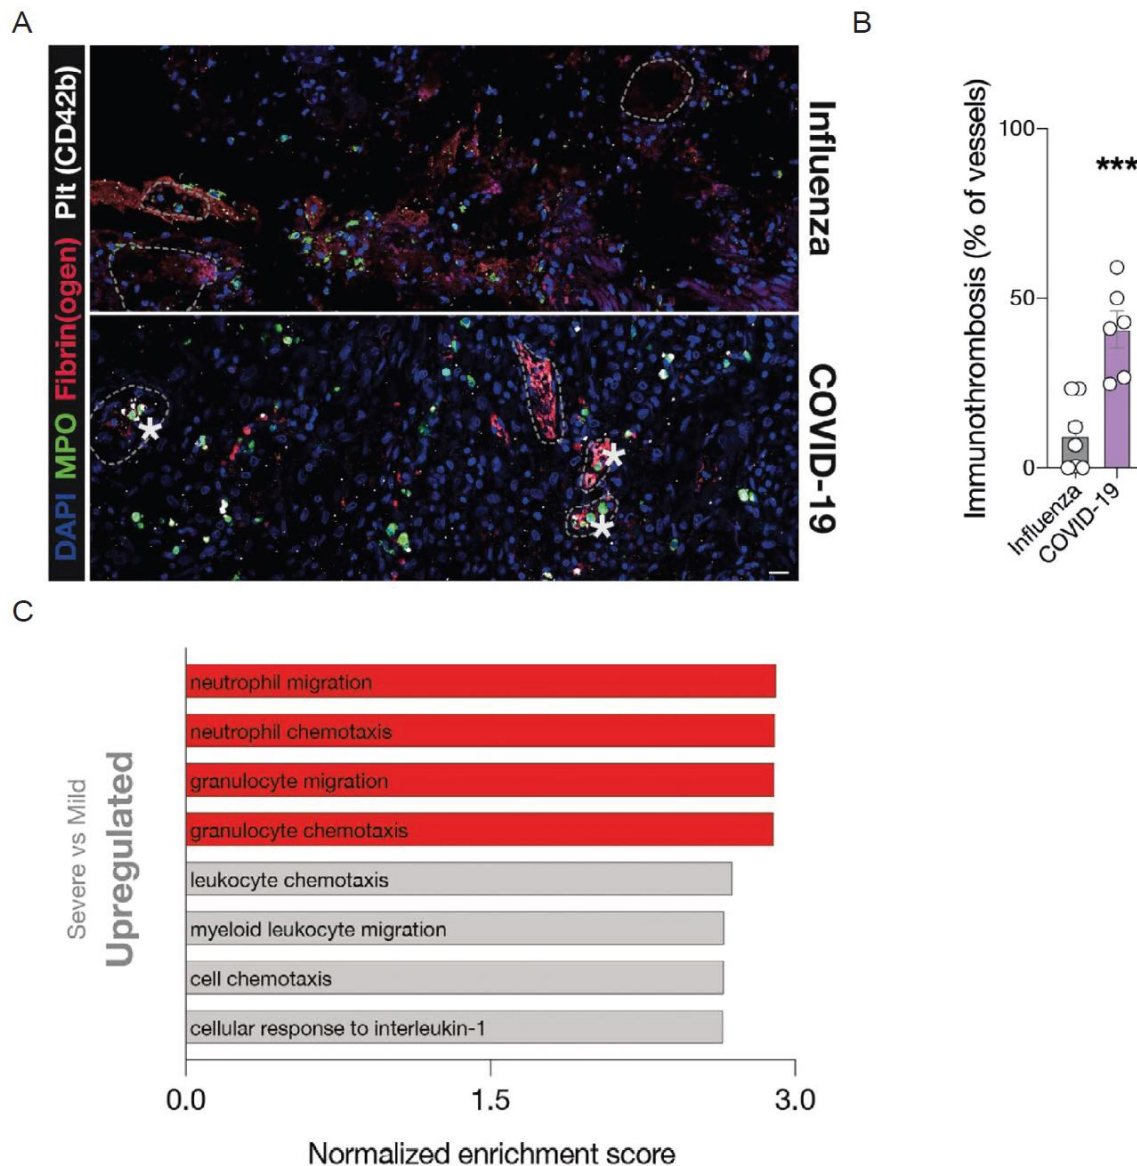 A
DAPI MPO Fibrin(ogen) Plt (CD42b)
Influenza
COVID-19
*
*
*
B
Immunothrombosis (% of vessels)
100
50
0
***
Influenza
COVID-19
C
Severe vs Mild
Upregulated
neutrophil migration
neutrophil chemotaxis
granulocyte migration
granulocyte chemotaxis
leukocyte chemotaxis
myeloid leukocyte migration
cell chemotaxis
cellular response to interleukin-1
0.0 1.5 3.0
Normalized enrichment score